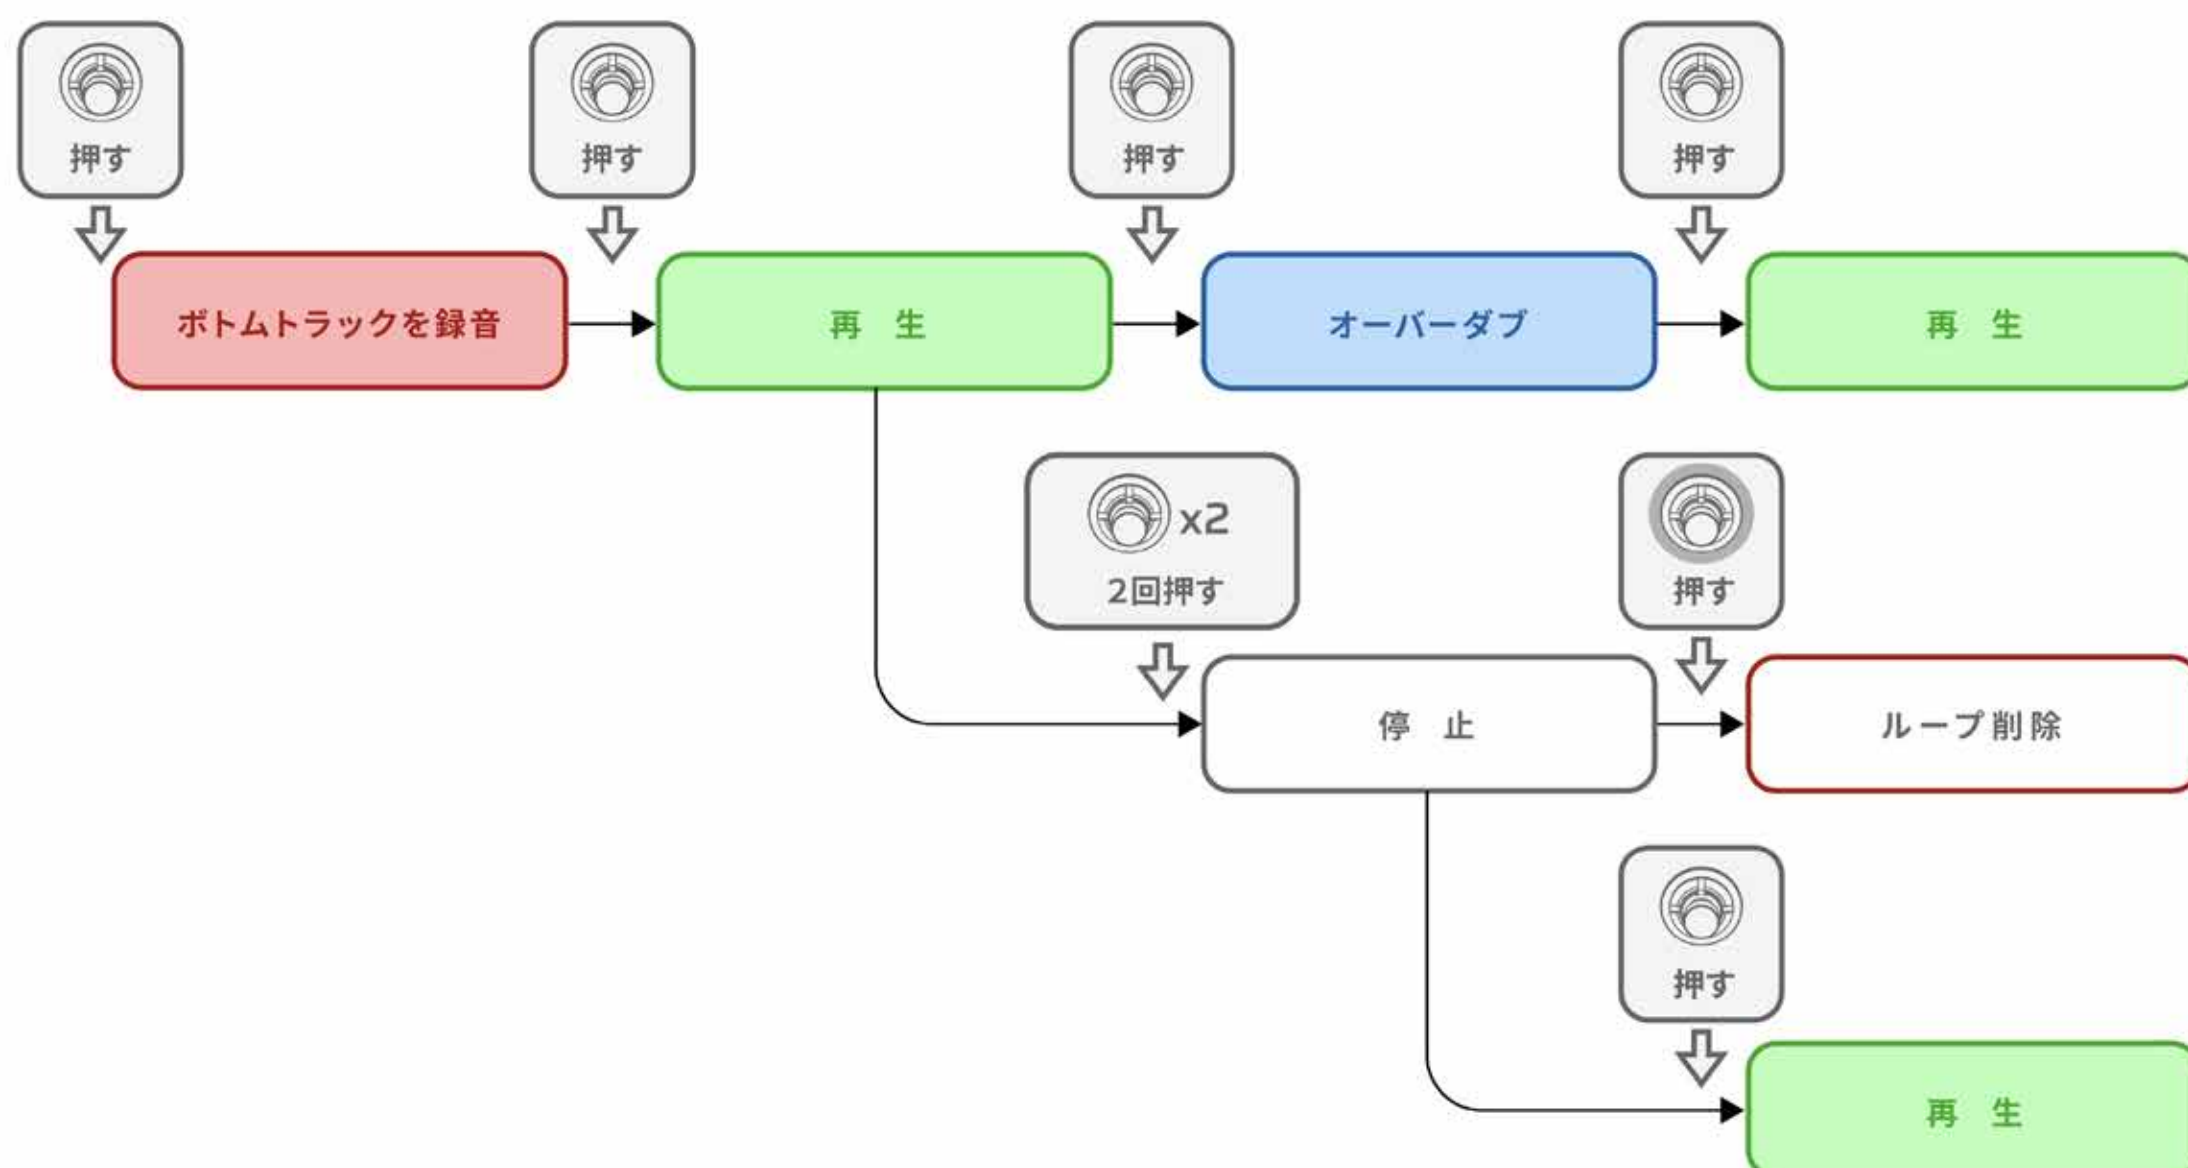 押す
押す
押す
押す
ボトムトラックを録音
再 生
オーバーダブ
再 生
x2
2回押す
押す
停 止
ループ削除
押す
再 生